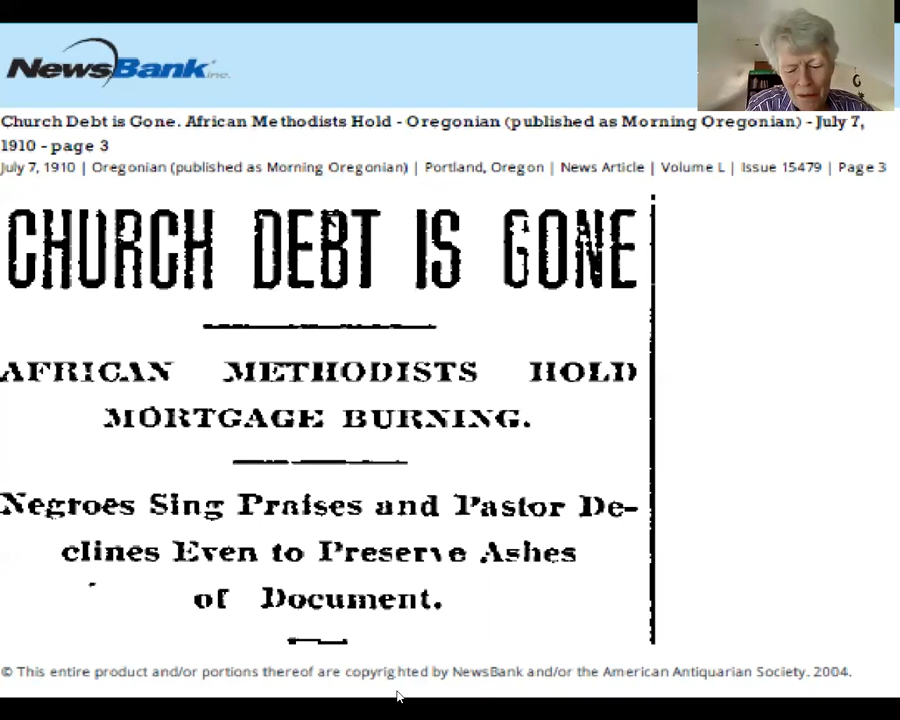 NewsBank inc.
Church Debt is Gone. African Methodists Hold - Oregonian (published as Morning Oregonian) - July 7,
1910 - page 3
July 7, 1910 | Oregonian (published as Morning Oregonian) | Portland, Oregon | News Article | Volume L | Issue 15479 | Page 3
CHURCH DEBT IS GONE
AFRICAN METHODISTS HOLD
MORTGAGE BURNING.
Negroes Sing Praises and Pastor De-
clines Even to Preserve Ashes
of Document.
© This entire product and/or portions thereof are copyrighted by NewsBank and/or the American Antiquarian Society. 2004.